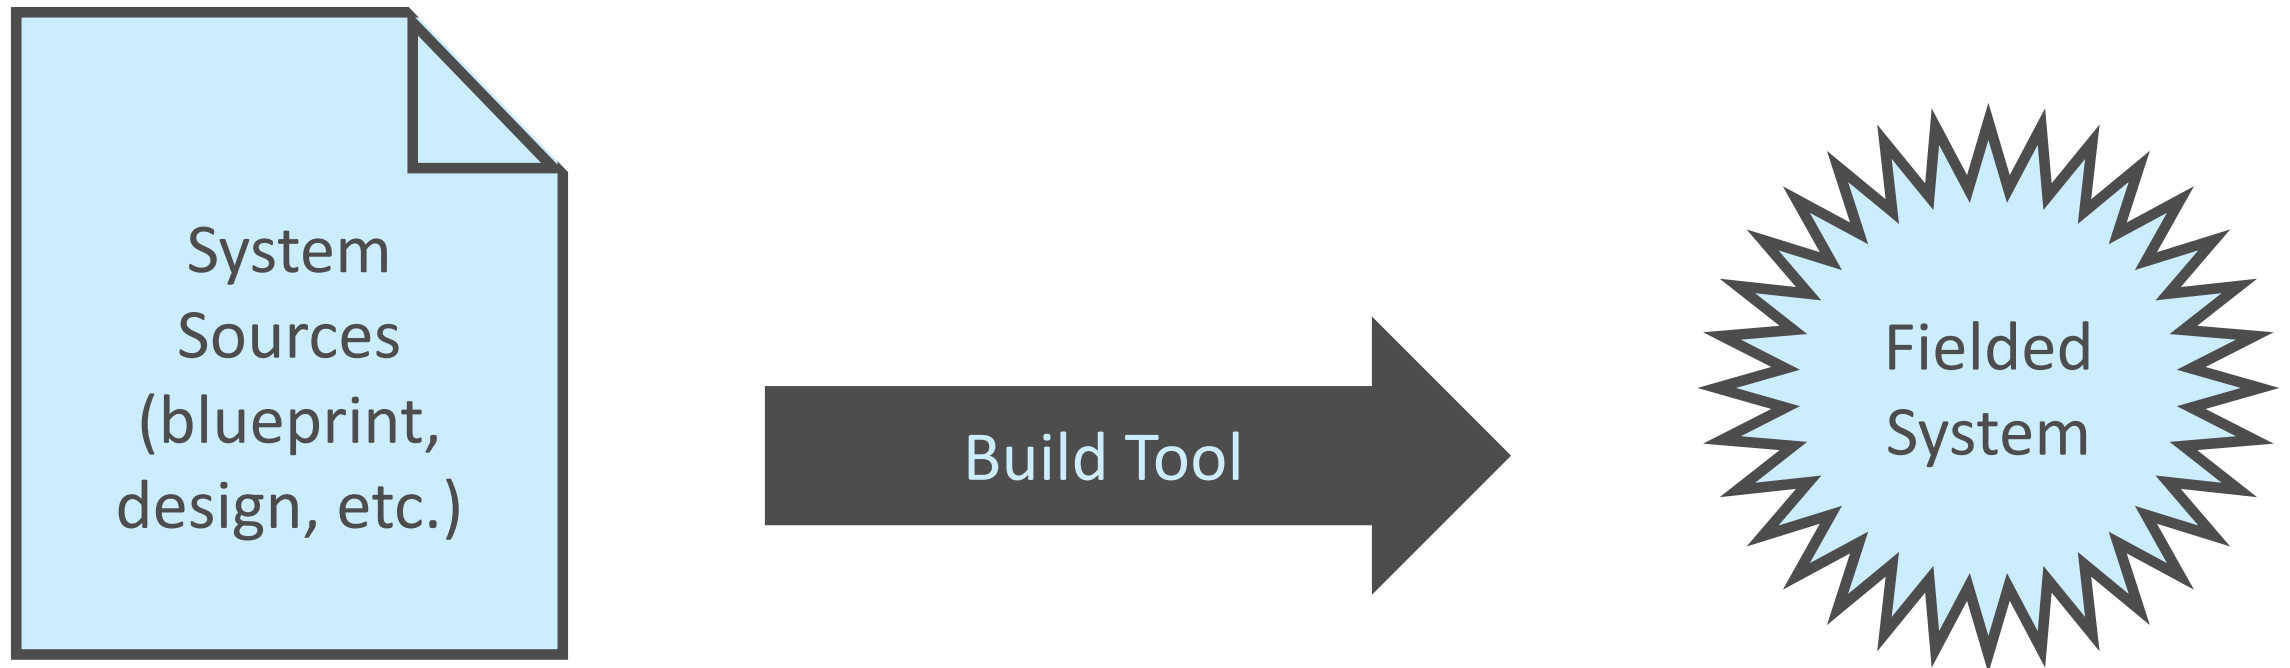 System
Sources
(blueprint,
design, etc.)
Build Tool
Fielded
System